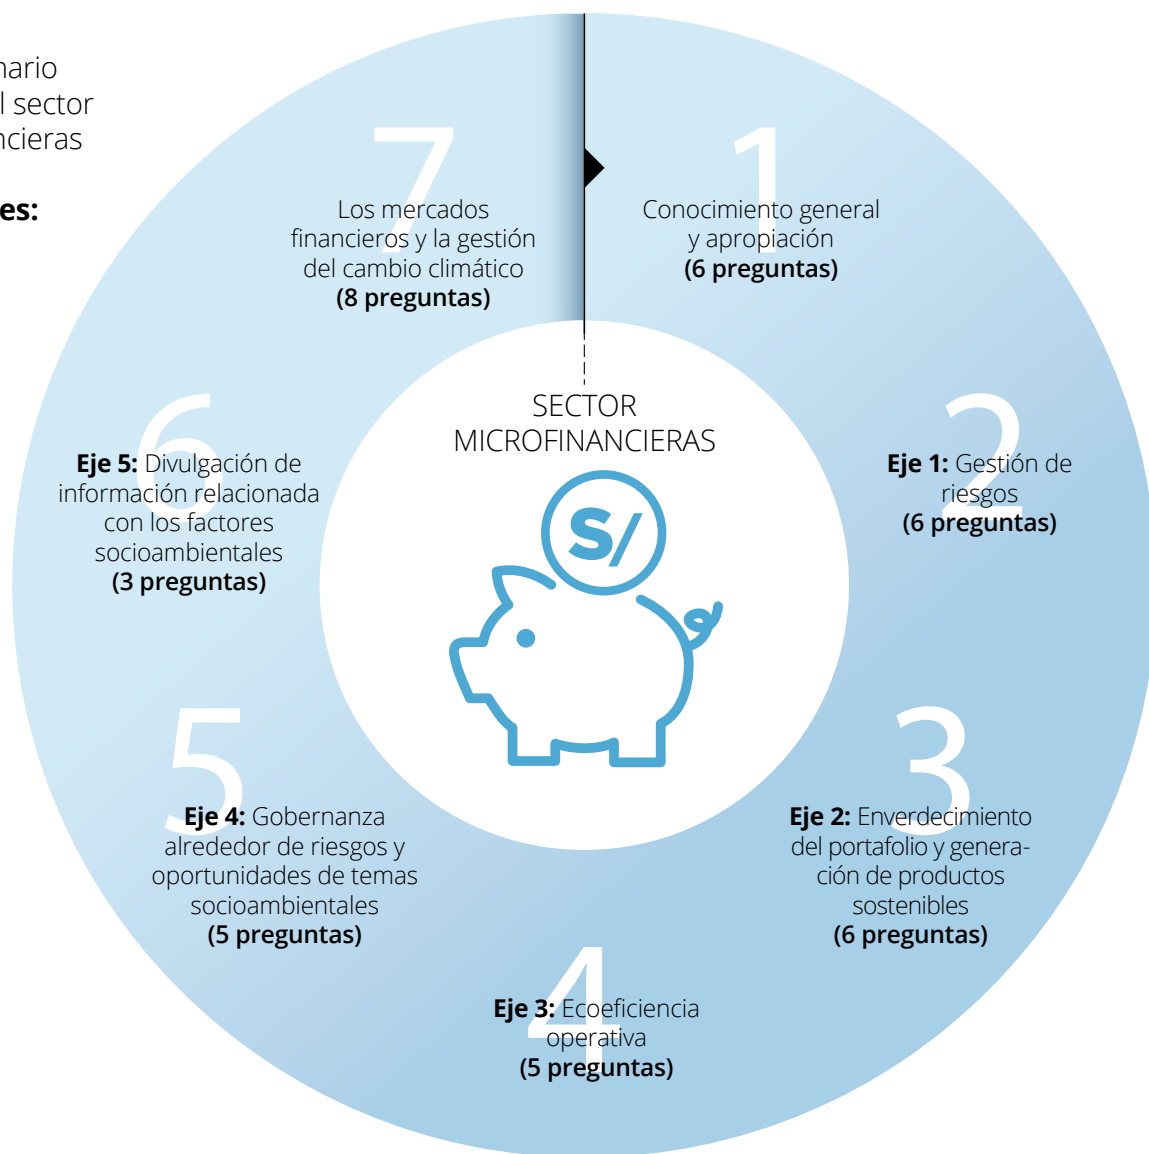 l sector
7
Los mercados
financieros y la gestión
del cambio climático
(8 preguntas)
1
Conocimiento general
y apropiación
(6 preguntas)
SECTOR
MICROFINANCIERAS
S/
6
Eje 5: Divulgación de
información relacionada
con los factores
socioambientales
(3 preguntas)
2
Eje 1: Gestión de
riesgos
(6 preguntas)
5
Eje 4: Gobernanza
alrededor de riesgos y
oportunidades de temas
socioambientales
(5 preguntas)
3
Eje 2: Enverdecimiento
del portafolio y genera-
ción de productos
sostenibles
(6 preguntas)
4
Eje 3: Ecoeficiencia
operativa
(5 preguntas)